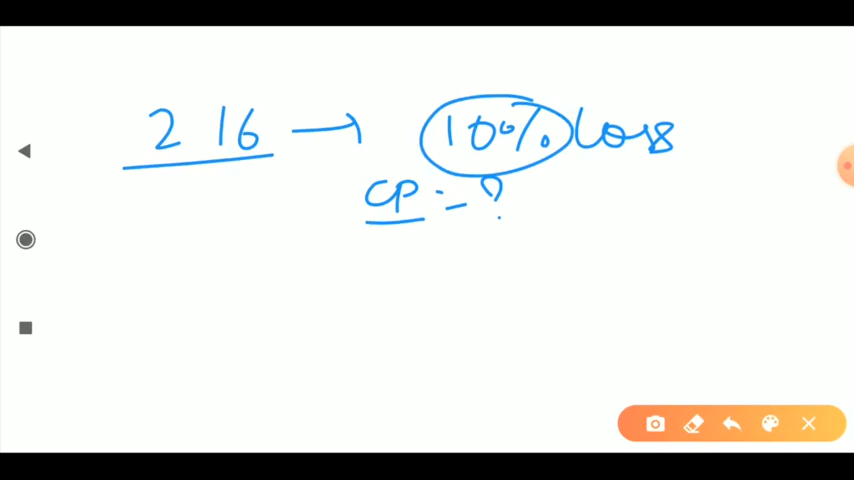 216 → 10% loss
CP = ?